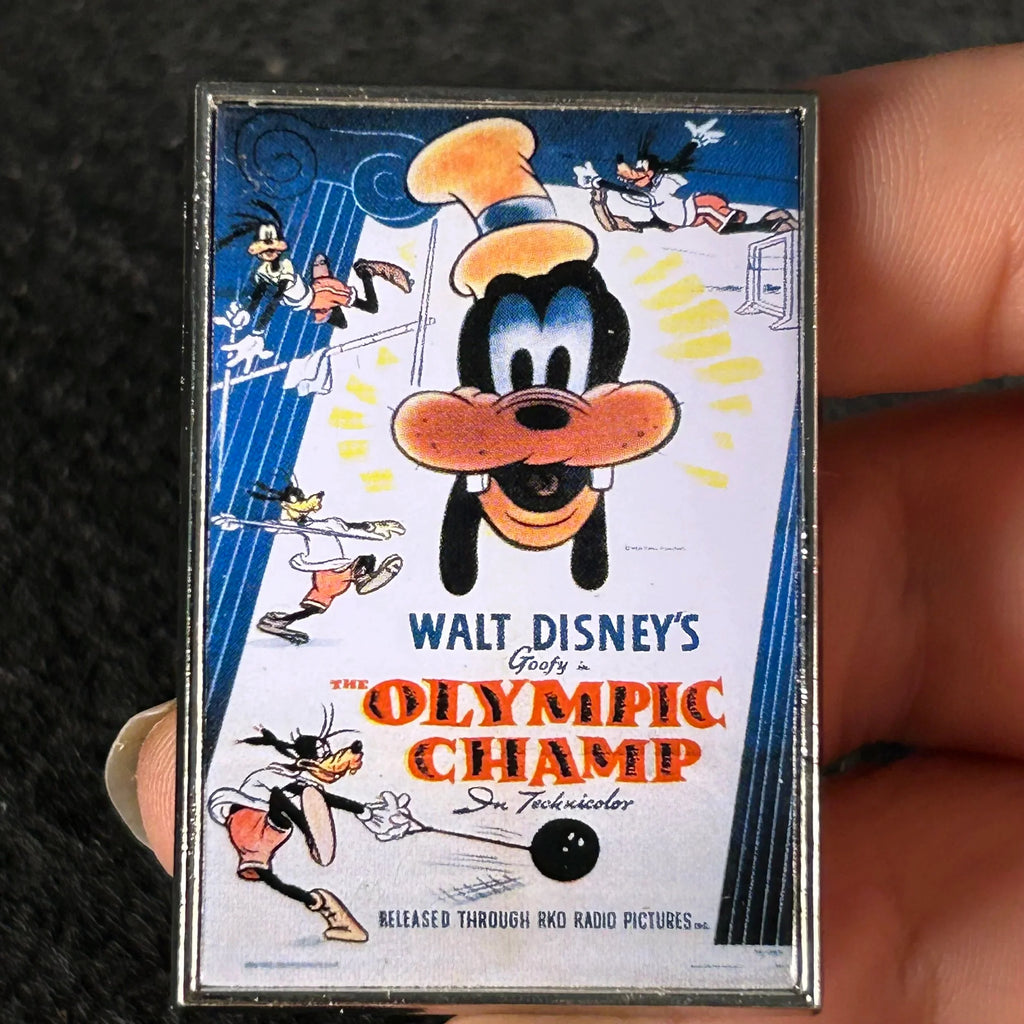 WALT DISNEY'S
Goofy in
THE OLYMPIC
CHAMP
In Technicolor
RELEASED THROUGH RKO RADIO PICTURES INC.